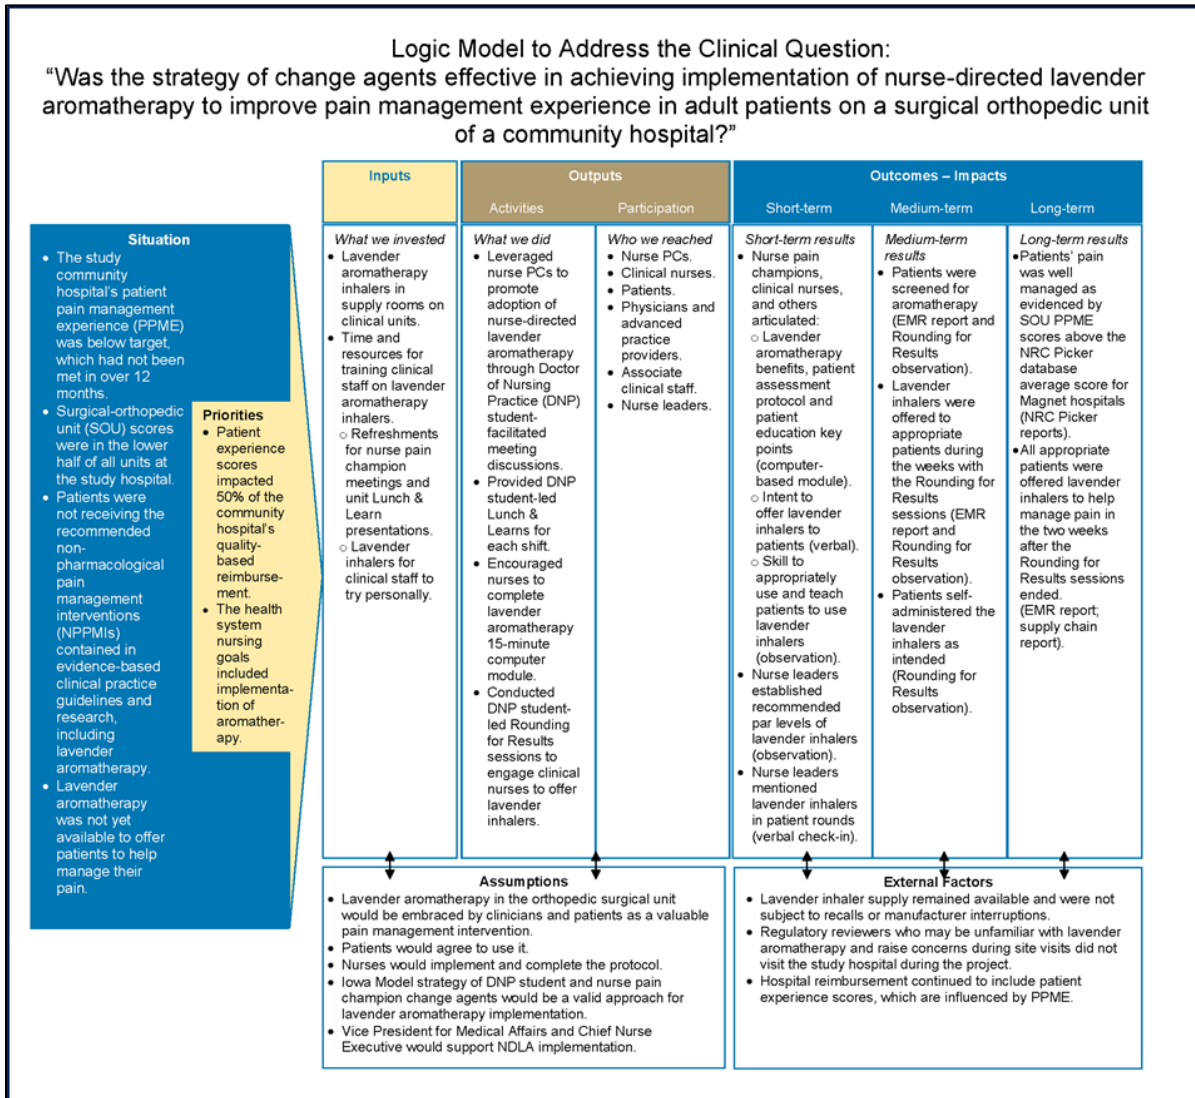 Logic Model to Address the Clinical Question:
“Was the strategy of change agents effective in achieving implementation of nurse-directed lavender
aromatherapy to improve pain management experience in adult patients on a surgical orthopedic unit
of a community hospital?”
Situation
• The study
community
hospital’s patient
pain management
experience (PPME)
was below target,
which had not been
met in over 12
months.
• Surgical-orthopedic
unit (SOU) scores
were in the lower
half of all units at
the study hospital.
• Patients were
not receiving the
recommended
non-
pharmacological
pain
management
interventions
(NPPMIs)
contained in
evidence-based
clinical practice
guidelines and
research,
including
lavender
aromatherapy.
• Lavender
aromatherapy
was not yet
available to offer
patients to help
manage their
pain.
Priorities
• Patient
experience
scores
impacted
50% of the
community
hospital’s
quality-
based
reimburse-
ment.
• The health
system
nursing
goals
included
implementa-
tion of
aromather-
apy.
Inputs
What we invested
• Lavender
aromatherapy
inhalers in
supply rooms on
clinical units.
• Time and
resources for
training clinical
staff on lavender
aromatherapy
inhalers.
○ Refreshments
for nurse pain
champion
meetings and
unit Lunch &
Learn
presentations.
○ Lavender
inhalers for
clinical staff to
try personally.
Outputs
Activities
What we did
• Leveraged
nurse PCs to
promote
adoption of
nurse-directed
lavender
aromatherapy
through Doctor
of Nursing
Practice (DNP)
student-
facilitated
meeting
discussions.
• Provided DNP
student-led
Lunch &
Learns for
each shift.
• Encouraged
nurses to
complete
lavender
aromatherapy
15-minute
computer
module.
• Conducted
DNP student-
led Rounding
for Results
sessions to
engage clinical
nurses to offer
lavender
inhalers.
Participation
Who we reached
• Nurse PCs.
• Clinical nurses.
• Patients.
• Physicians and
advanced
practice
providers.
• Associate
clinical staff.
• Nurse leaders.
Outcomes – Impacts
Short-term
Short-term results
• Nurse pain
champions,
clinical nurses,
and others
articulated:
○ Lavender
aromatherapy
benefits, patient
assessment
protocol and
patient
education key
points
(computer-
based module).
○ Intent to
offer lavender
inhalers to
patients (verbal).
○ Skill to
appropriately
use and teach
patients to use
lavender
inhalers
(observation).
• Nurse leaders
established
recommended
par levels of
lavender inhalers
(observation).
• Nurse leaders
mentioned
lavender inhalers
in patient rounds
(verbal check-in).
Medium-term
Medium-term
results
• Patients were
screened for
aromatherapy
(EMR report and
Rounding for
Results
observation).
• Lavender
inhalers were
offered to
appropriate
patients during
the weeks with
the Rounding for
Results
sessions (EMR
report and
Rounding for
Results
observation).
• Patients self-
administered the
lavender
inhalers as
intended
(Rounding for
Results
observation).
Long-term
Long-term results
• Patients’ pain
was well
managed as
evidenced by
SOU PPME
scores above the
NRC Picker
database
average score for
Magnet hospitals
(NRC Picker
reports).
• All appropriate
patients were
offered lavender
inhalers to help
manage pain in
the two weeks
after the
Rounding for
Results sessions
ended.
(EMR report;
supply chain
report).
Assumptions
• Lavender aromatherapy in the orthopedic surgical unit
would be embraced by clinicians and patients as a valuable
pain management intervention.
• Patients would agree to use it.
• Nurses would implement and complete the protocol.
• Iowa Model strategy of DNP student and nurse pain
champion change agents would be a valid approach for
lavender aromatherapy implementation.
• Vice President for Medical Affairs and Chief Nurse
Executive would support NDLA implementation.
External Factors
• Lavender inhaler supply remained available and were not
subject to recalls or manufacturer interruptions.
• Regulatory reviewers who may be unfamiliar with lavender
aromatherapy and raise concerns during site visits did not
visit the study hospital during the project.
• Hospital reimbursement continued to include patient
experience scores, which are influenced by PPME.